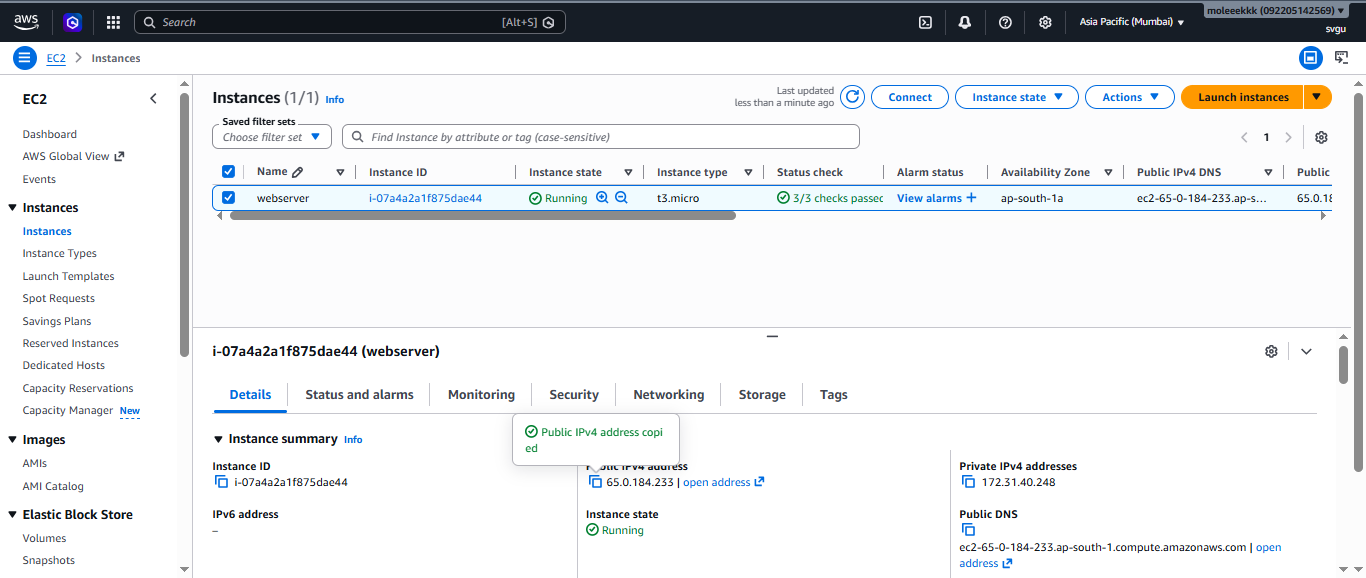 aws
Search [Alt+S]
Asia Pacific (Mumbai)
moleeekkk (092205142569)
svgu
EC2 Instances
EC2
Dashboard
AWS Global View
Events
Instances
Instances
Instance Types
Launch Templates
Spot Requests
Savings Plans
Reserved Instances
Dedicated Hosts
Capacity Reservations
Capacity Manager New
Images
AMIs
AMI Catalog
Elastic Block Store
Volumes
Snapshots
Instances (1/1) Info
Last updated
less than a minute ago
Connect
Instance state
Actions
Launch instances
Saved filter sets
Choose filter set
Find Instance by attribute or tag (case-sensitive)
1
Name Instance ID Instance state Instance type Status check Alarm status Availability Zone Public IPv4 DNS Public
webserver i-07a4a2a1f875dae44 Running t3.micro 3/3 checks passec View alarms + ap-south-1a ec2-65-0-184-233.ap-s... 65.0.18
i-07a4a2a1f875dae44 (webserver)
Details Status and alarms Monitoring Security Networking Storage Tags
Public IPv4 address copi
ed
Instance summary Info
Instance ID
i-07a4a2a1f875dae44
IPv6 address
–
Public IPv4 address
65.0.184.233 | open address
Instance state
Running
Private IPv4 addresses
172.31.40.248
Public DNS
ec2-65-0-184-233.ap-south-1.compute.amazonaws.com | open
address